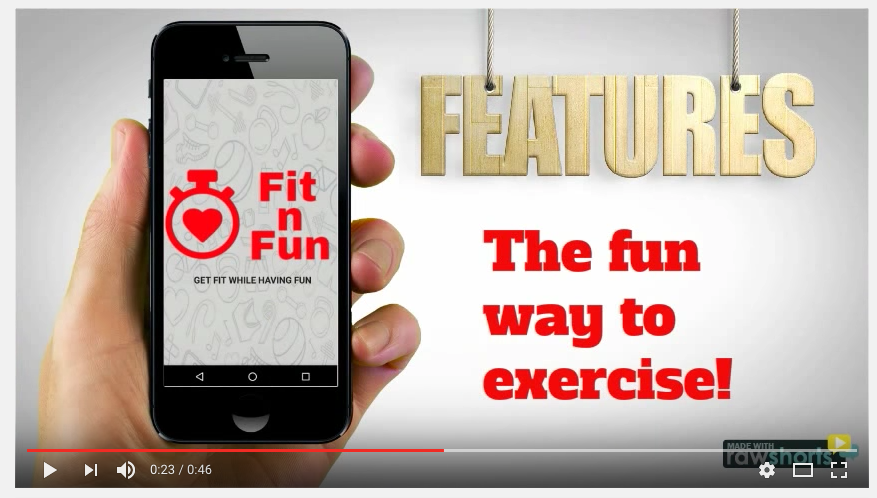 Fit
n
Fun
GET FIT WHILE HAVING FUN
FEATURES
The fun
way to
exercise!
MADE WITH
rawshorts
0:23 / 0:46